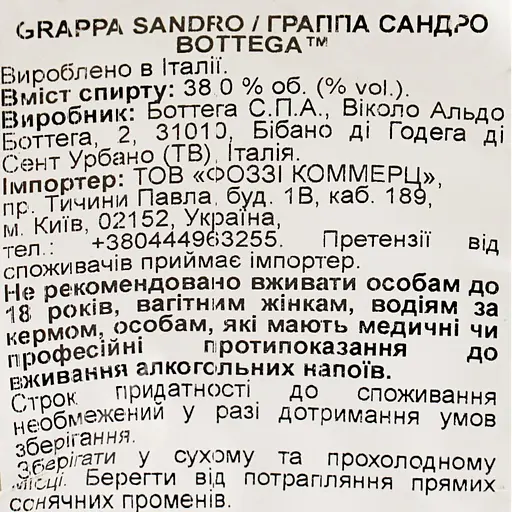 GRAPPA SANDRO / ГРАППА САНДРО
BOTTEGA™
Вироблено в Італії.
Вміст спирту: 38.0 % об. (% vol.).
Виробник: Боттега С.П.А., Віколо Альдо
Боттега, 2, 31010, Бібано ді Годега ді
Сент Урбано (ТВ), Італія.
Імпортер: ТОВ «ФОЗЗІ КОММЕРЦ»,
пр. Тичини Павла, буд. 1В, каб. 189,
м. Київ, 02152, Україна,
тел.: +380444963255. Претензії від
споживачів приймає імпортер.
Не рекомендовано вживати особам до
18 років, вагітним жінкам, водіям за
кермом, особам, які мають медичні чи
професійні протипоказання до
вживання алкогольних напоїв.
Строк придатності до споживання
необмежений у разі дотримання умов
зберігання.
Зберігати у сухому та прохолодному
місці. Берегти від потрапляння прямих
сонячних променів.